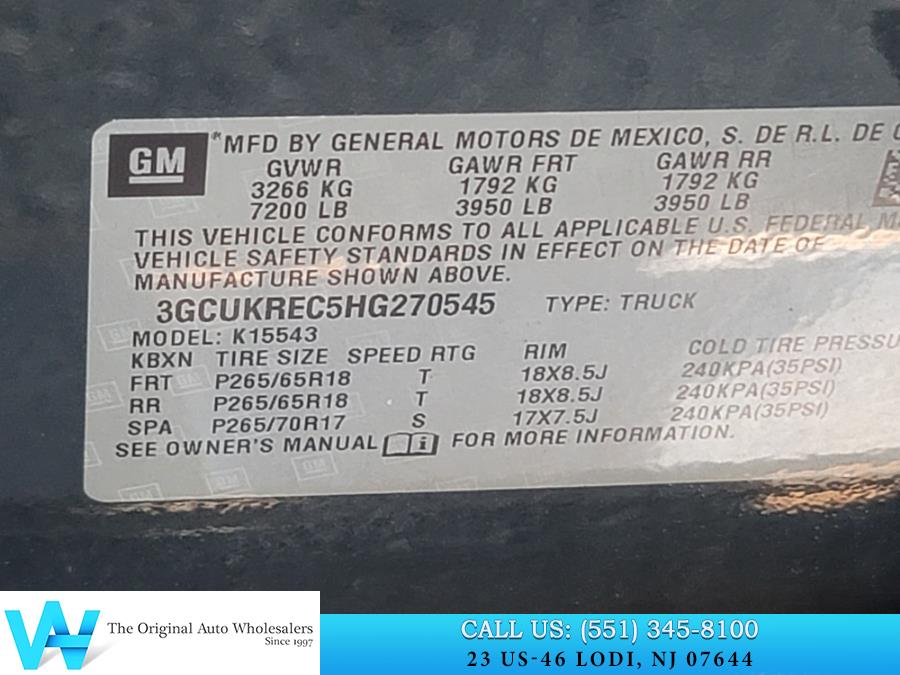 GM
MFD BY GENERAL MOTORS DE MEXICO, S. DE R.L. DE
GVWR GAWR FRT GAWR RR
3266 KG 1792 KG 1792 KG
7200 LB 3950 LB 3950 LB
THIS VEHICLE CONFORMS TO ALL APPLICABLE U.S. FEDERAL
VEHICLE SAFETY STANDARDS IN EFFECT ON THE DATE OF
MANUFACTURE SHOWN ABOVE.
3GCUKREC5HG270545 TYPE: TRUCK
MODEL: K15543
KBXN TIRE SIZE SPEED RTG RIM COLD TIRE PRESSU
FRT P265/65R18 T 18X8.5J 240KPA(35PSI)
RR P265/65R18 T 18X8.5J 240KPA(35PSI)
SPA P265/70R17 S 17X7.5J 240KPA(35PSI)
SEE OWNER'S MANUAL i FOR MORE INFORMATION.
The Original Auto Wholesalers
Since 1997
CALL US: (551) 345-8100
23 US-46 LODI, NJ 07644